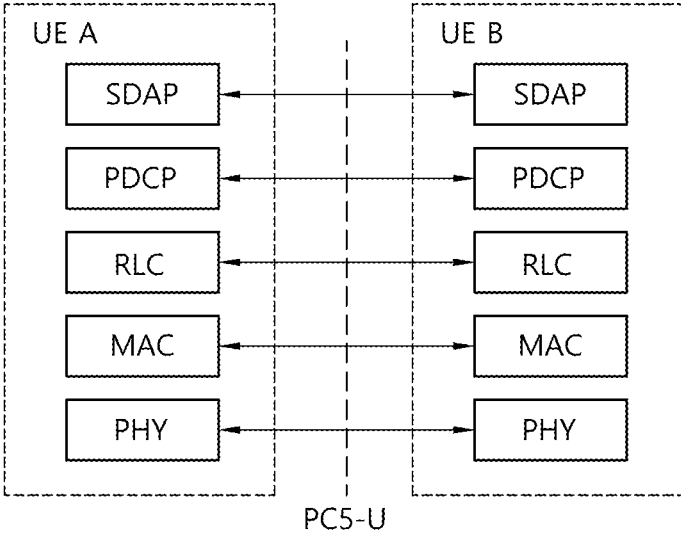 UE A
UE B
SDAP
SDAP
PDCP
PDCP
RLC
RLC
MAC
MAC
PHY
PHY
PC5-U